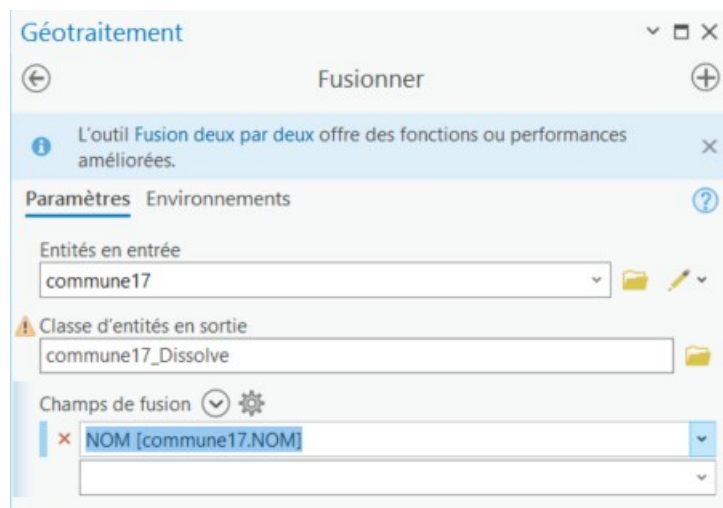 Géotraitement
Fusionner
L'outil Fusion deux par deux offre des fonctions ou performances
améliorées.
Paramètres Environnements
Entités en entrée
commune17
Classe d'entités en sortie
commune17_Dissolve
Champs de fusion
NOM [commune17.NOM]